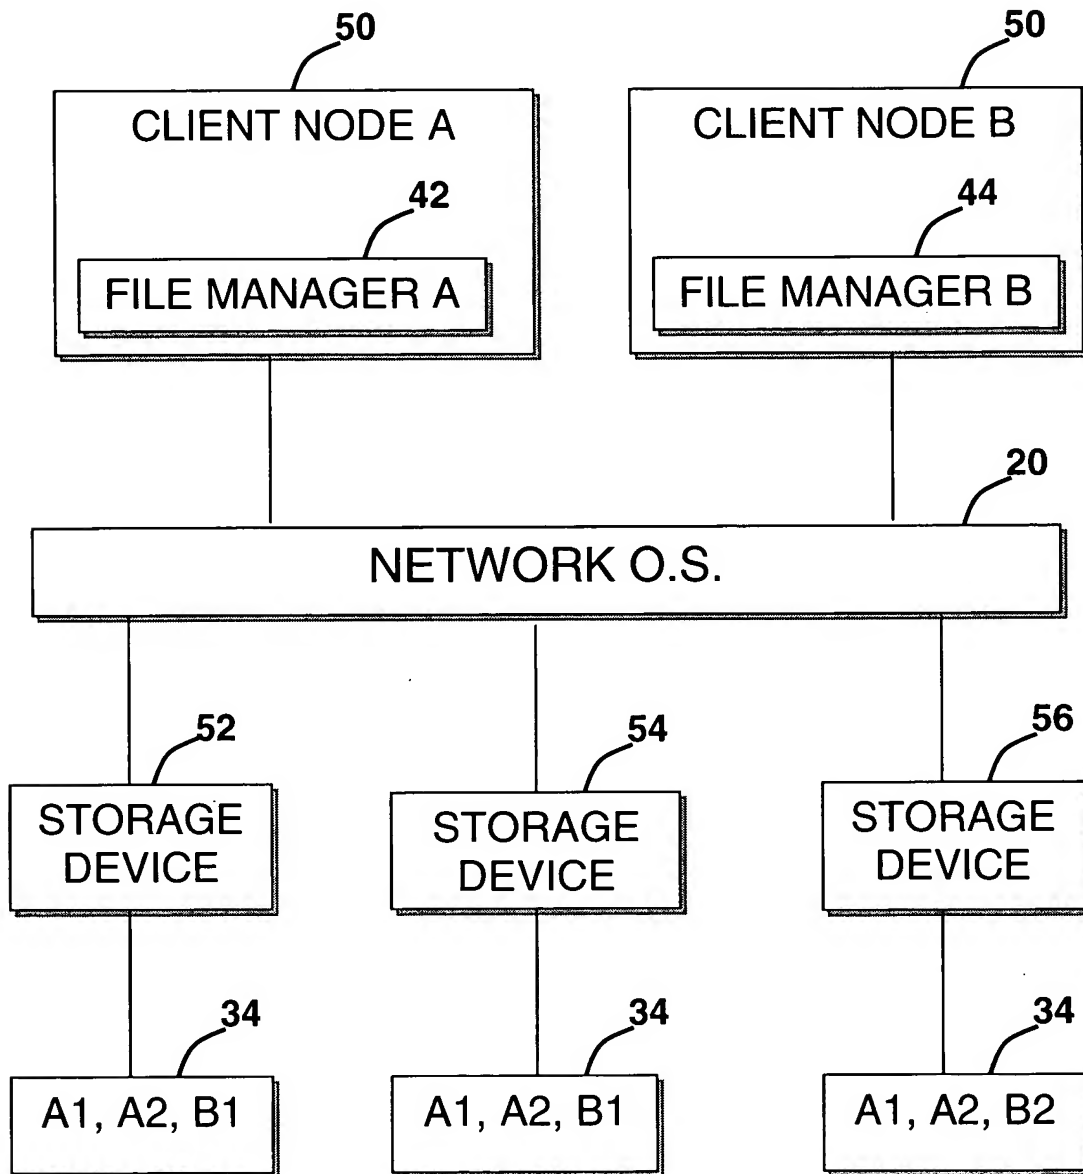 50
50
CLIENT NODE A
CLIENT NODE B
42
44
FILE MANAGER A
FILE MANAGER B
20
NETWORK O.S.
52
54
56
STORAGE
DEVICE
STORAGE
DEVICE
STORAGE
DEVICE
34
34
34
A1, A2, B1
A1, A2, B1
A1, A2, B2